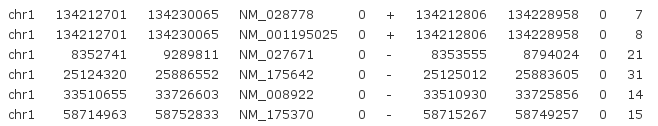 chr1 134212701 134230065 NM_028778 0 + 134212806 134228958 0 7
chr1 134212701 134230065 NM_001195025 0 + 134212806 134228958 0 8
chr1 8352741 9289811 NM_027671 0 - 8353555 8794024 0 21
chr1 25124320 25886552 NM_175642 0 - 25125012 25883605 0 31
chr1 33510655 33726603 NM_008922 0 - 33510930 33725856 0 14
chr1 58714963 58752833 NM_175370 0 - 58715267 58749257 0 15